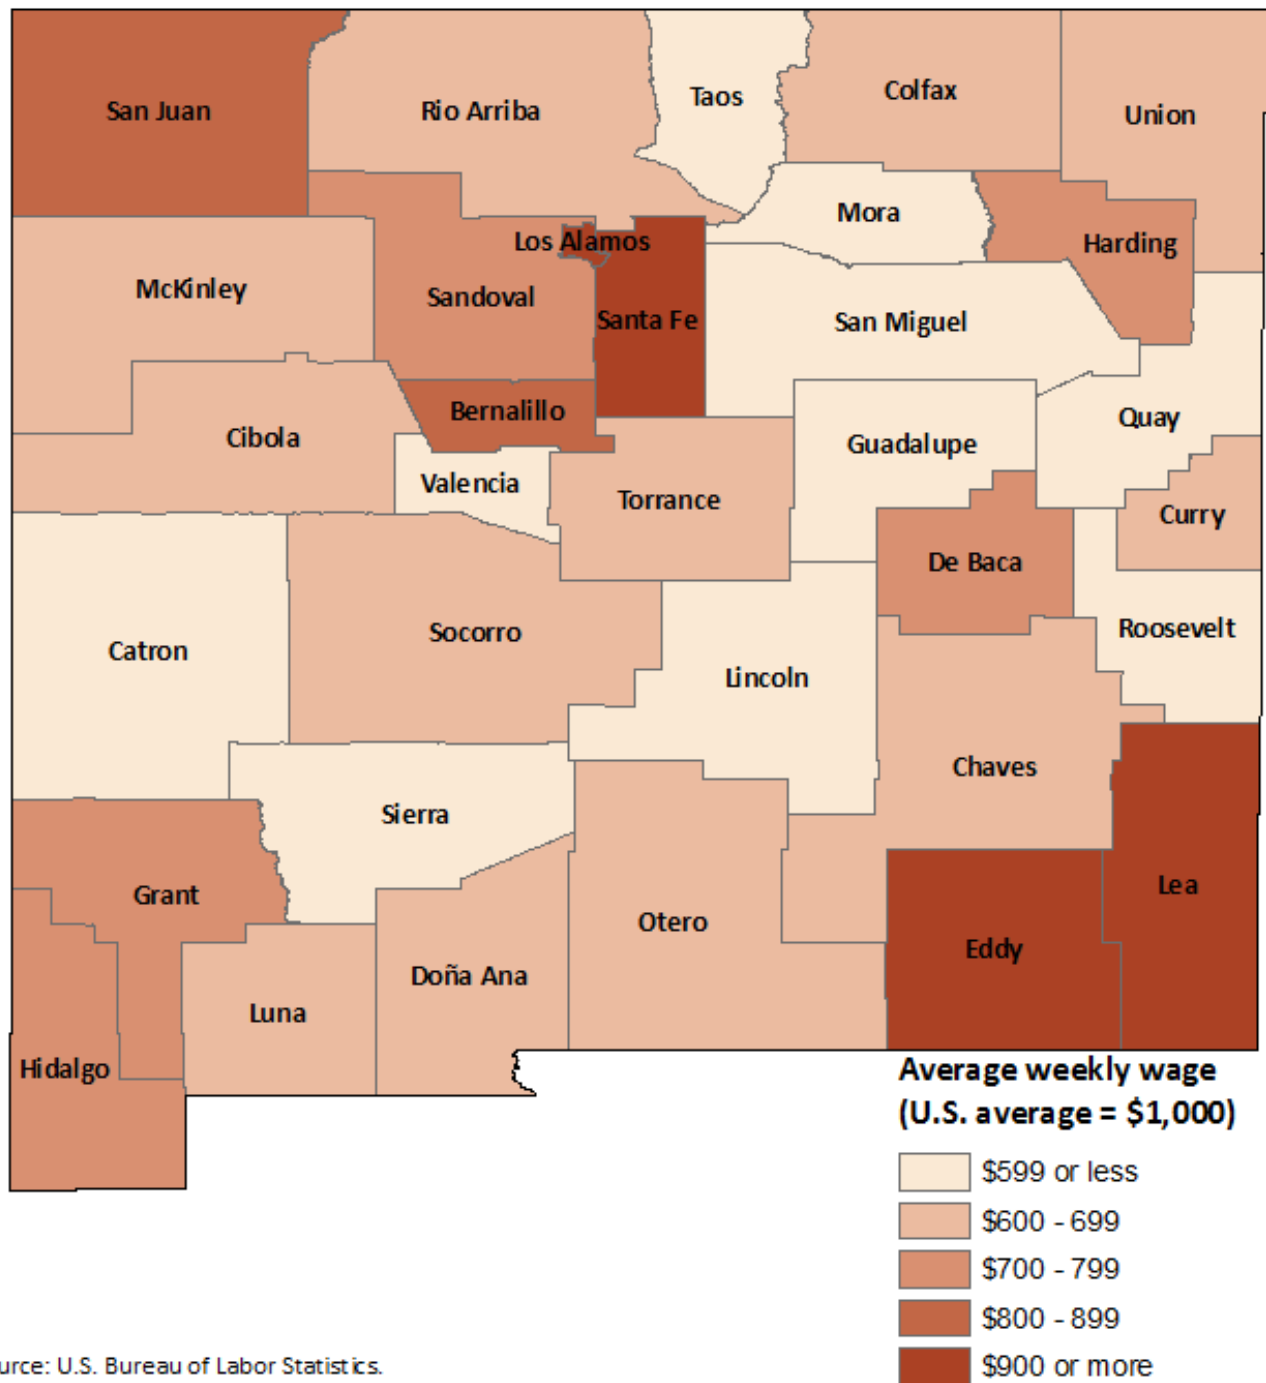 San Juan
Rio Arriba
Taos
Colfax
Union
Mora
Harding
Los Alamos
McKinley
Sandoval
Santa Fe
San Miguel
Bernalillo
Quay
Cibola
Guadalupe
Valencia
Torrance
Curry
De Baca
Catron
Socorro
Roosevelt
Lincoln
Chaves
Sierra
Grant
Lea
Otero
Eddy
Doña Ana
Luna
Hidalgo
Average weekly wage
(U.S. average = $1,000)
$599 or less
$600 - 699
$700 - 799
$800 - 899
$900 or more
urce: U.S. Bureau of Labor Statistics.